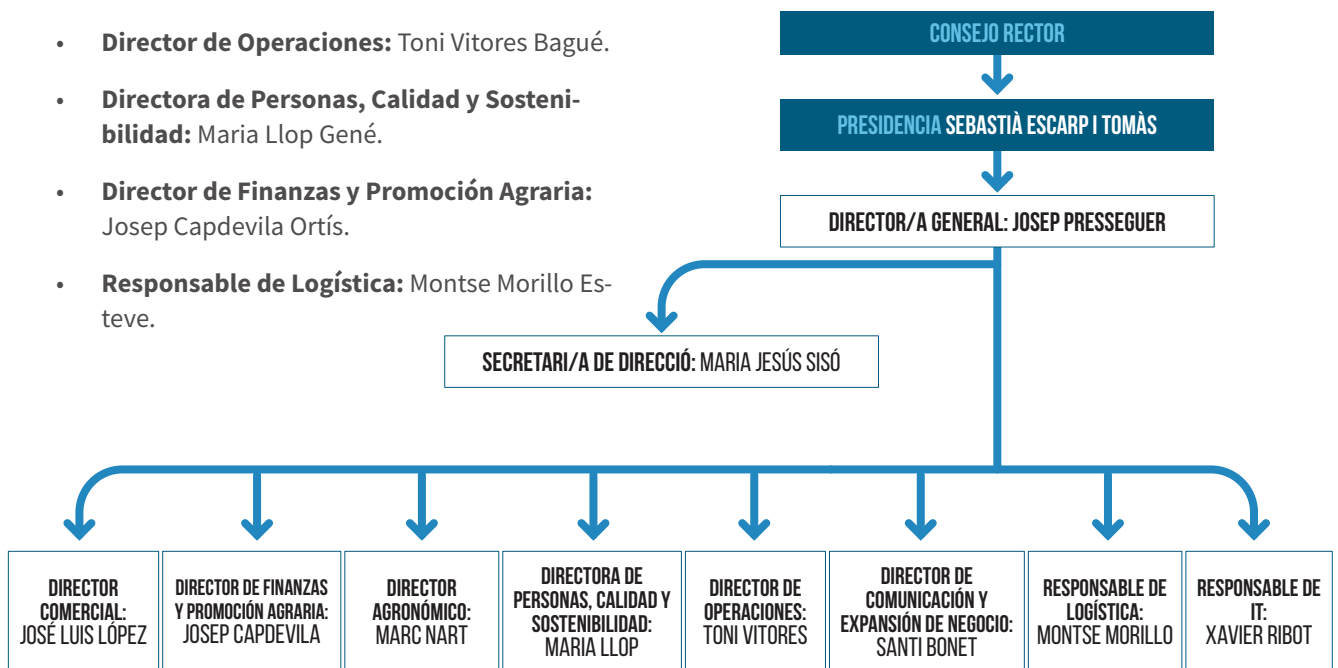 • Director de Operaciones: Toni Vitores Bagué.
• Directora de Personas, Calidad y Sosteni-
bilidad: Maria Llop Gené.
• Director de Finanzas y Promoción Agraria:
Josep Capdevila Ortís.
• Responsable de Logística: Montse Morillo Es-
teve.
CONSEJO RECTOR
PRESIDENCIA SEBASTIÀ ESCARP I TOMÀS
DIRECTOR/A GENERAL: JOSEP PRESSEGUER
SECRETARI/A DE DIRECCIÓ: MARIA JESÚS SISÓ
DIRECTOR
COMERCIAL:
JOSÉ LUIS LÓPEZ
DIRECTOR DE FINANZAS
Y PROMOCIÓN AGRARIA:
JOSEP CAPDEVILA
DIRECTOR
AGRONÓMICO:
MARC NART
DIRECTORA DE
PERSONAS, CALIDAD Y
SOSTENIBILIDAD:
MARIA LLOP
DIRECTOR DE
OPERACIONES:
TONI VITORES
DIRECTOR DE
COMUNICACIÓN Y
EXPANSIÓN DE NEGOCIO:
SANTI BONET
RESPONSABLE DE
LOGÍSTICA:
MONTSE MORILLO
RESPONSABLE DE
IT:
XAVIER RIBOT